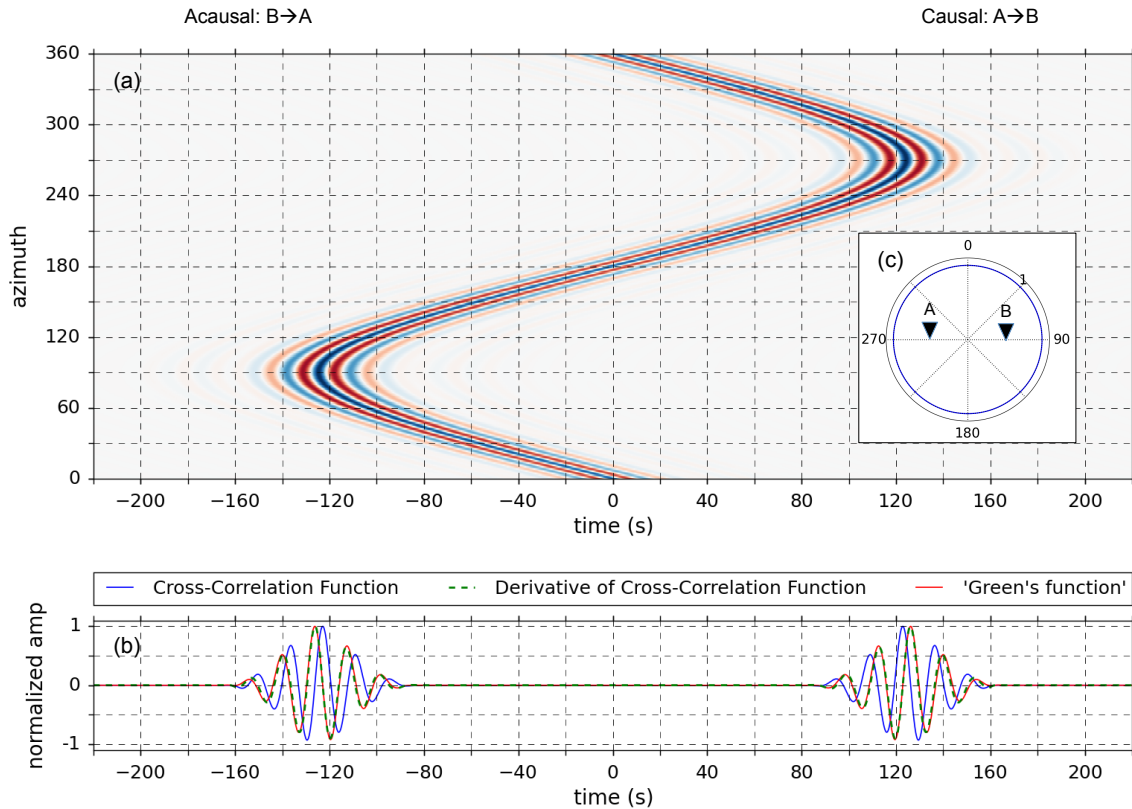 Acausal: B→A
Causal: A→B
(a)
360
300
240
180
120
60
0
azimuth
−200 −160 −120 −80 −40 0 40 80 120 160 200
time (s)
(c)
0
1
A
B
270
90
180
Cross-Correlation Function
Derivative of Cross-Correlation Function
'Green's function'
(b)
1
0
-1
normalized amp
−200 −160 −120 −80 −40 0 40 80 120 160 200
time (s)